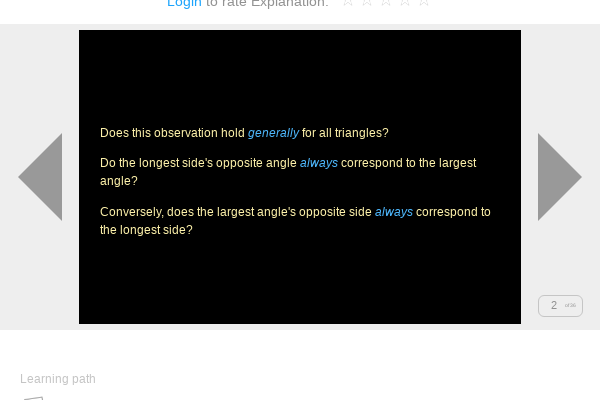 Login to rate Explanation:
Does this observation hold generally for all triangles?
Do the longest side's opposite angle always correspond to the largest
angle?
Conversely, does the largest angle's opposite side always correspond to
the longest side?
2
Learning path